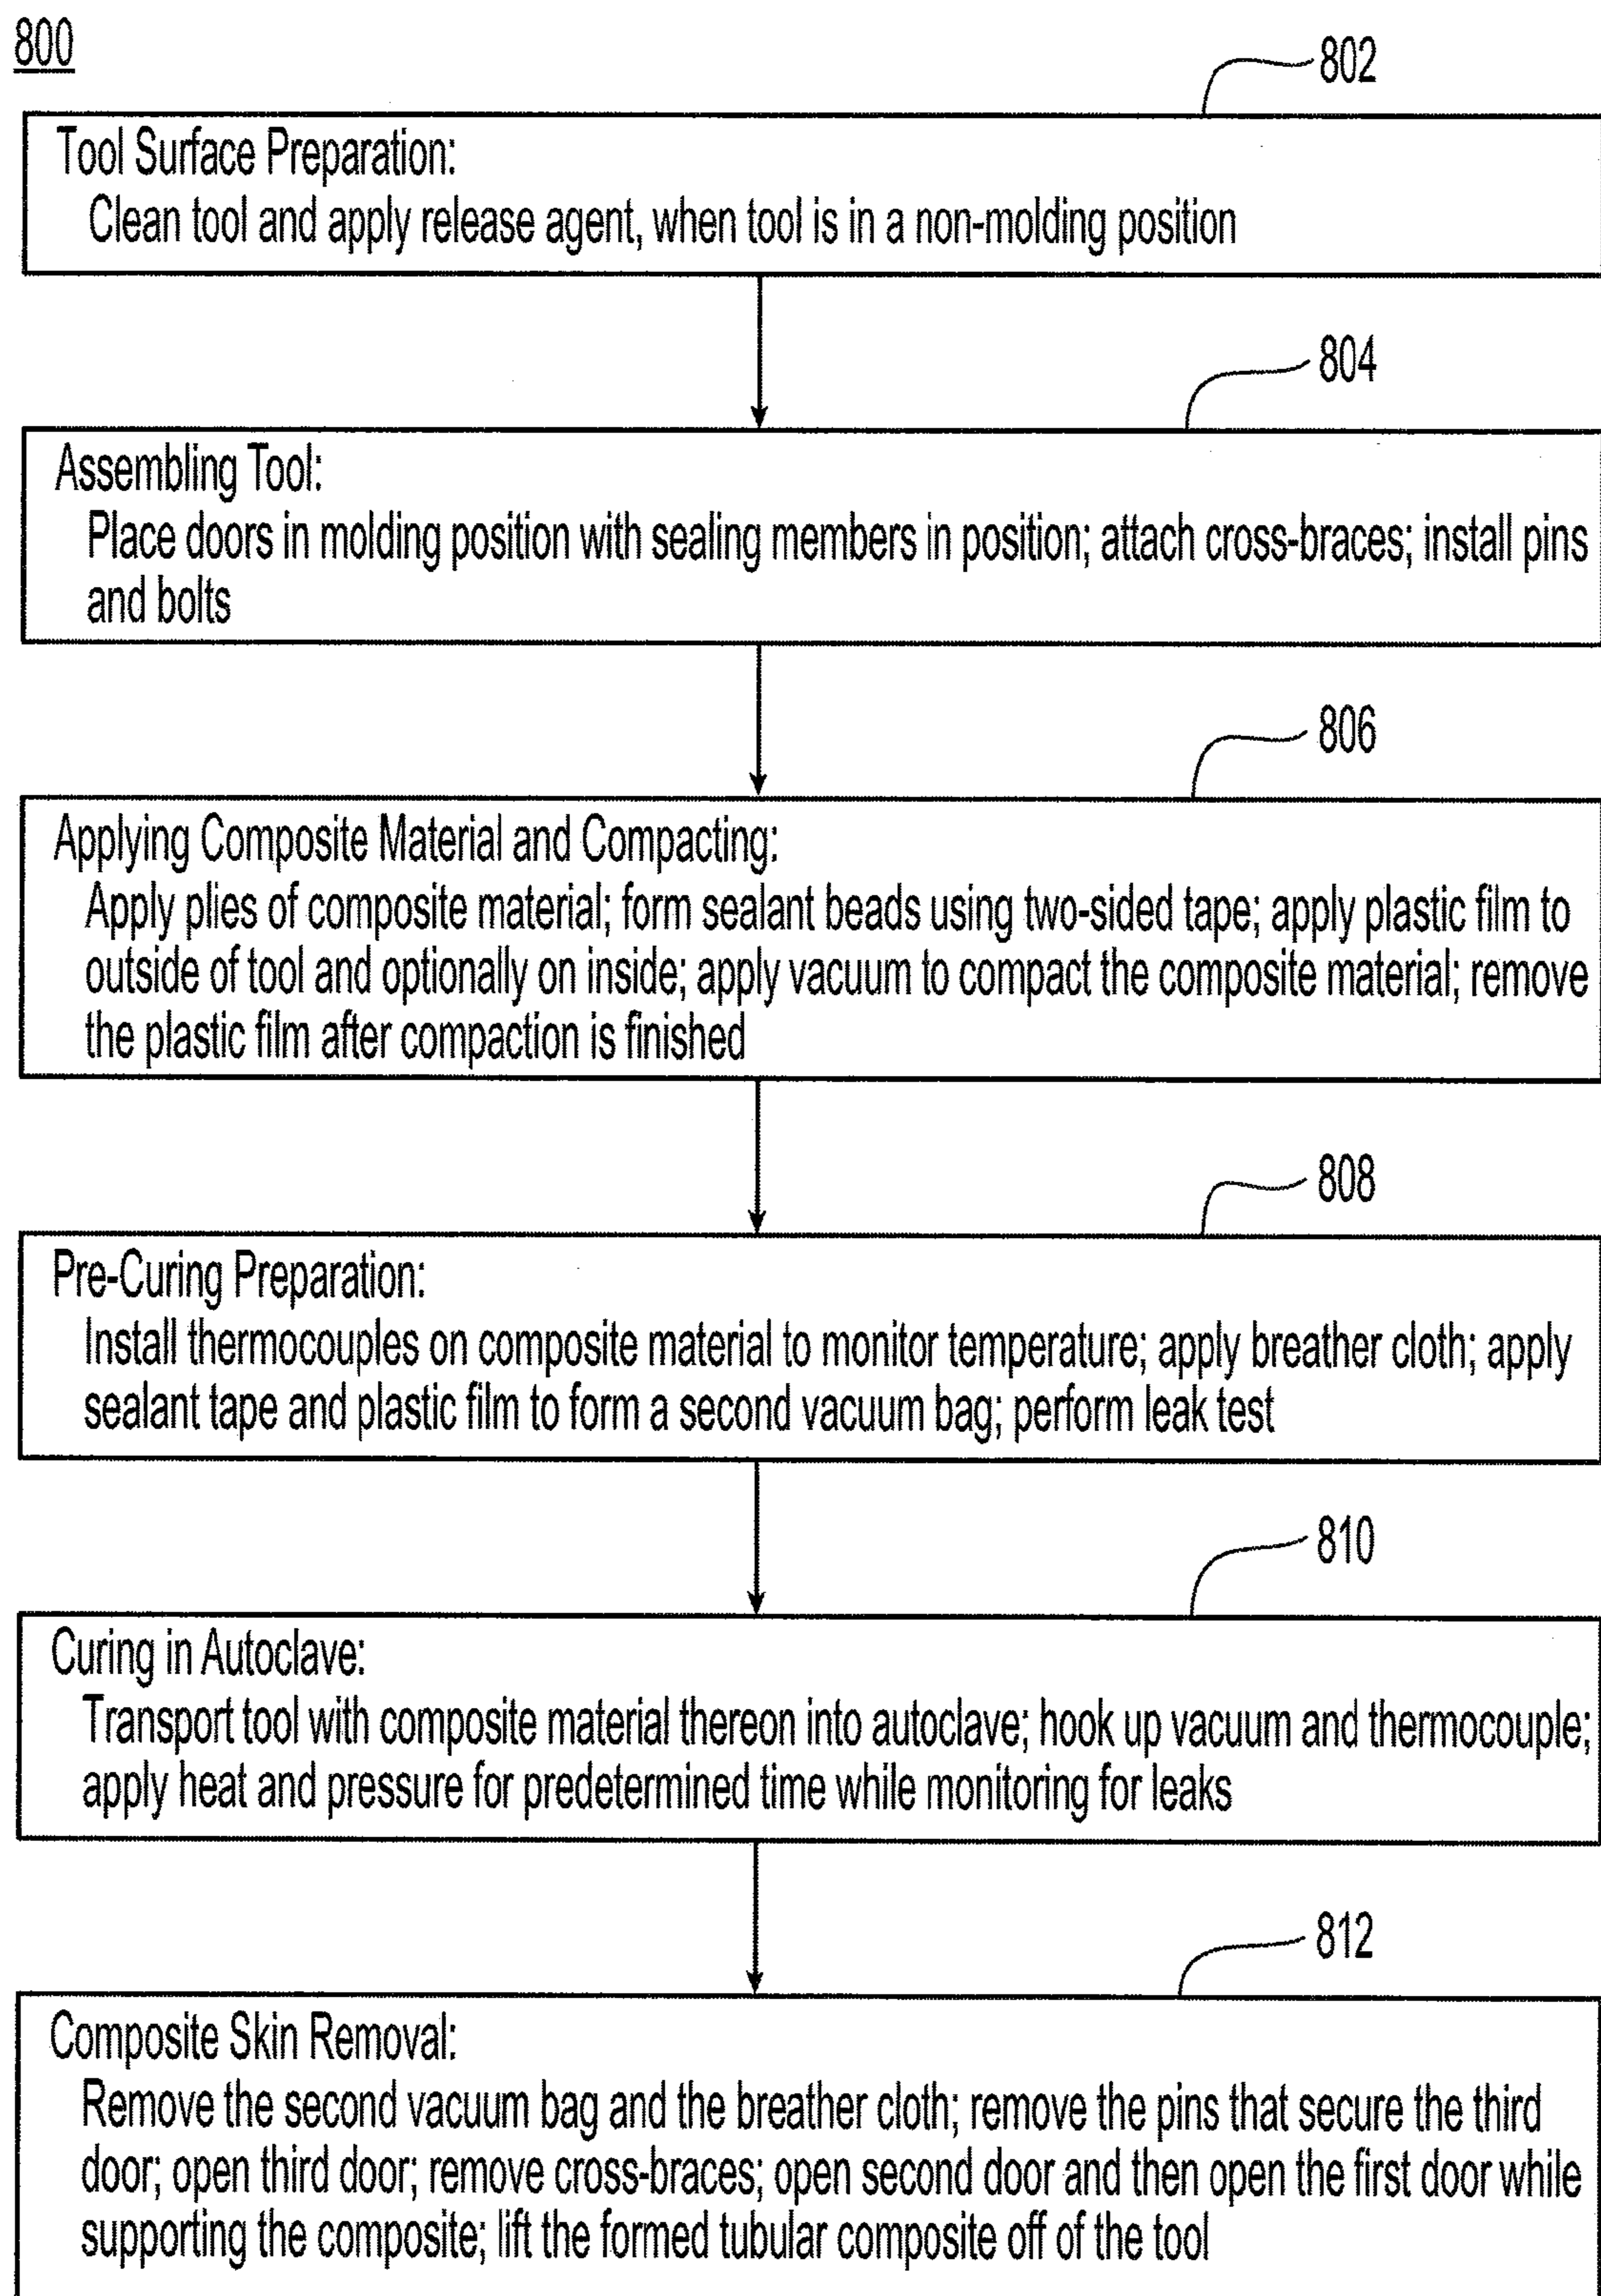 800
802
Tool Surface Preparation:
Clean tool and apply release agent, when tool is in a non-molding position
804
Assembling Tool:
Place doors in molding position with sealing members in position; attach cross-braces; install pins
and bolts
806
Applying Composite Material and Compacting:
Apply plies of composite material; form sealant beads using two-sided tape; apply plastic film to
outside of tool and optionally on inside; apply vacuum to compact the composite material; remove
the plastic film after compaction is finished
808
Pre-Curing Preparation:
Install thermocouples on composite material to monitor temperature; apply breather cloth; apply
sealant tape and plastic film to form a second vacuum bag; perform leak test
810
Curing in Autoclave:
Transport tool with composite material thereon into autoclave; hook up vacuum and thermocouple;
apply heat and pressure for predetermined time while monitoring for leaks
812
Composite Skin Removal:
Remove the second vacuum bag and the breather cloth; remove the pins that secure the third
door; open third door; remove cross-braces; open second door and then open the first door while
supporting the composite; lift the formed tubular composite off of the tool